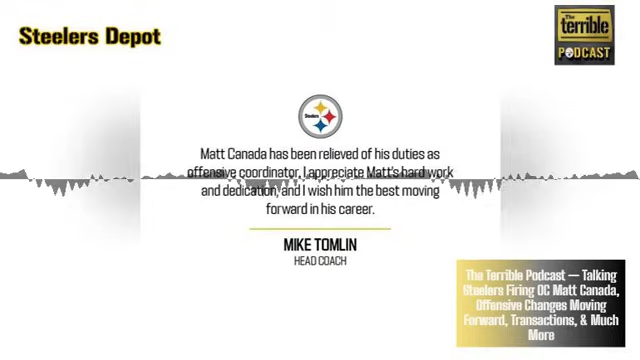 Steelers Depot
The
terrible
PODCAST
Steelers
Matt Canada has been relieved of his duties as
offensive coordinator. I appreciate Matt's hard work
and dedication, and I wish him the best moving
forward in his career.
MIKE TOMLIN
HEAD COACH
The Terrible Podcast — Talking
Steelers Firing OC Matt Canada,
Offensive Changes Moving
Forward, Transactions, & Much
More